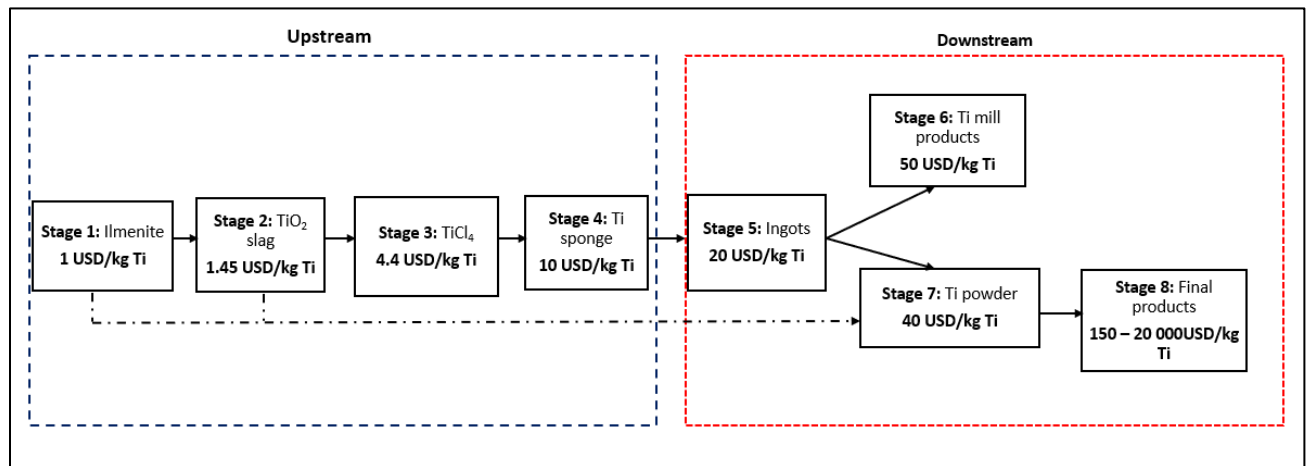 Upstream
Downstream
Stage 1: Ilmenite
1 USD/kg Ti
Stage 2: TiO₂
slag
1.45 USD/kg Ti
Stage 3: TiCl₄
4.4 USD/kg Ti
Stage 4: Ti
sponge
10 USD/kg Ti
Stage 5: Ingots
20 USD/kg Ti
Stage 6: Ti mill
products
50 USD/kg Ti
Stage 7: Ti powder
40 USD/kg Ti
Stage 8: Final
products
150 – 20 000USD/kg
Ti